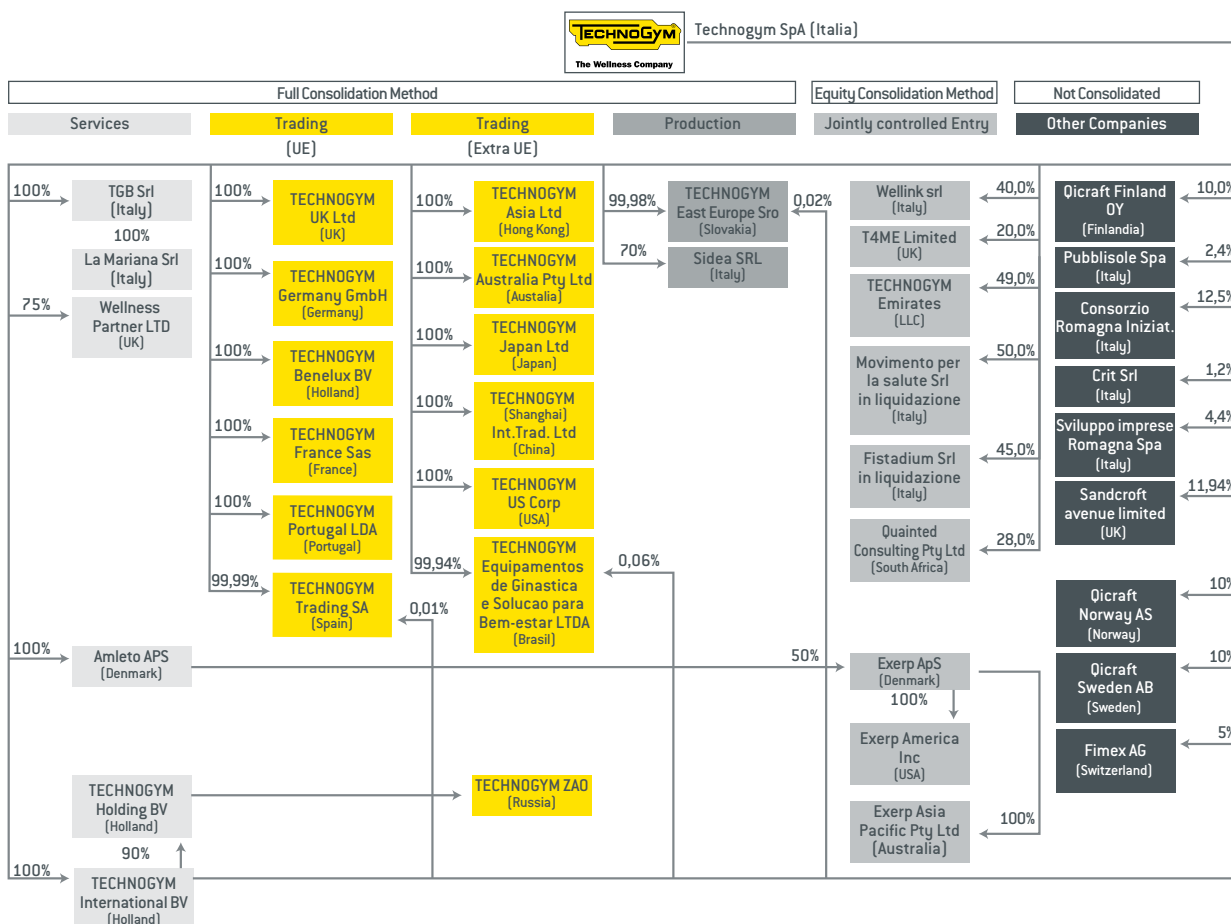 TECHNOGYM
The Wellness Company
Technogym SpA (Italia)
Full Consolidation Method
Equity Consolidation Method
Not Consolidated
Services
Trading
Trading
Production
Jointly controlled Entry
Other Companies
(UE)
(Extra UE)
100%
TGB Srl
(Italy)
100%
La Mariana Srl
(Italy)
75%
Wellness
Partner LTD
(UK)
100%
Amleto APS
(Denmark)
TECHNOGYM
Holding BV
(Holland)
90%
100%
TECHNOGYM
International BV
(Holland)
100%
TECHNOGYM
UK Ltd
(UK)
100%
TECHNOGYM
Germany GmbH
(Germany)
100%
TECHNOGYM
Benelux BV
(Holland)
100%
TECHNOGYM
France Sas
(France)
100%
TECHNOGYM
Portugal LDA
(Portugal)
99,99%
TECHNOGYM
Trading SA
(Spain)
0,01%
100%
TECHNOGYM
Asia Ltd
(Hong Kong)
100%
TECHNOGYM
Australia Pty Ltd
(Austalia)
100%
TECHNOGYM
Japan Ltd
(Japan)
100%
TECHNOGYM
(Shanghai)
Int.Trad. Ltd
(China)
100%
TECHNOGYM
US Corp
(USA)
99,94%
TECHNOGYM
Equipamentos
de Ginastica
e Solucao para
Bem-estar LTDA
(Brasil)
0,06%
TECHNOGYM ZAO
(Russia)
99,98%
TECHNOGYM
East Europe Sro
(Slovakia)
0,02%
70%
Sidea SRL
(Italy)
50%
Wellink srl
(Italy)
40,0%
T4ME Limited
(UK)
20,0%
TECHNOGYM
Emirates
(LLC)
49,0%
Movimento per
la salute Srl
in liquidazione
(Italy)
50,0%
Fistadium Srl
in liquidazione
(Italy)
45,0%
Quainted
Consulting Pty Ltd
(South Africa)
28,0%
Exerp ApS
(Denmark)
100%
Exerp America
Inc
(USA)
Exerp Asia
Pacific Pty Ltd
(Australia)
100%
Qicraft Finland
OY
(Finlandia)
10,0%
Pubblisole Spa
(Italy)
2,4%
Consorzio
Romagna Iniziat.
(Italy)
12,5%
Crit Srl
(Italy)
1,2%
Sviluppo imprese
Romagna Spa
(Italy)
4,4%
Sandcroft
avenue limited
(UK)
11,94%
Qicraft
Norway AS
(Norway)
10%
Qicraft
Sweden AB
(Sweden)
10%
Fimex AG
(Switzerland)
5%